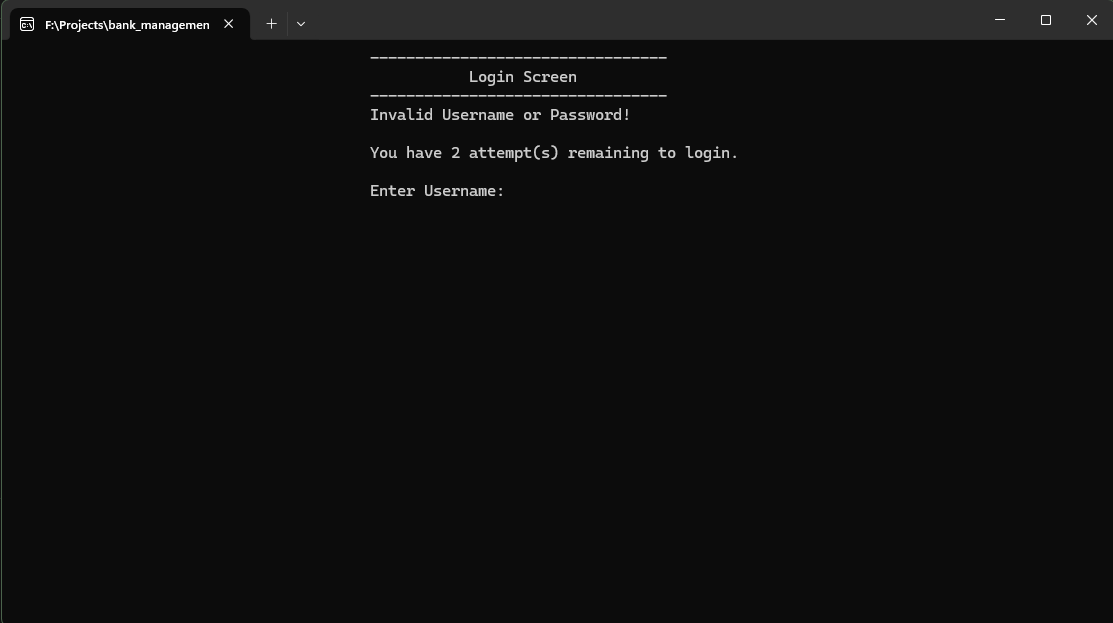 F:\Projects\bank_managemen
---------------------------------
Login Screen
---------------------------------
Invalid Username or Password!
You have 2 attempt(s) remaining to login.
Enter Username: